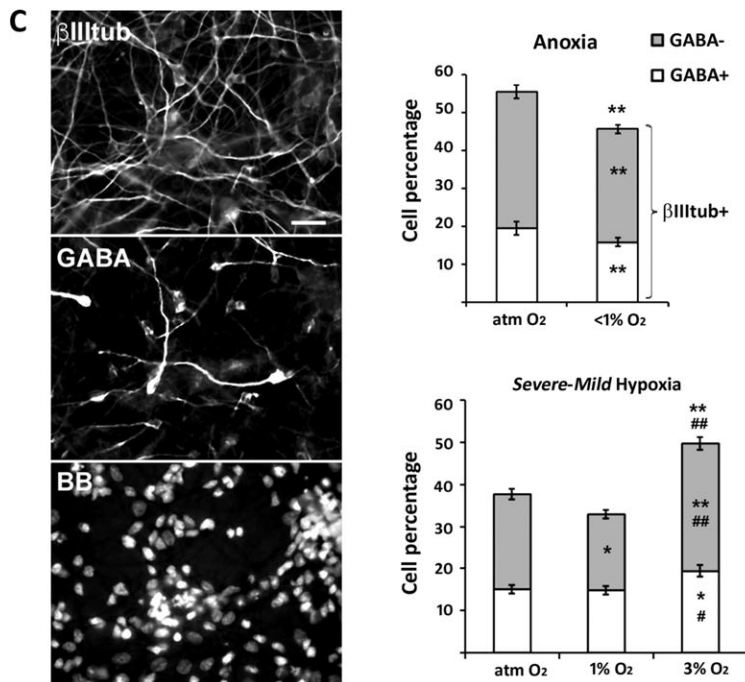 C
βIIItub
GABA
BB
Anoxia
GABA-
GABA+
Cell percentage
60
50
40
30
20
10
**
**
**
βIIItub+
atm O₂
<1% O₂
Severe-Mild Hypoxia
Cell percentage
60
50
40
30
20
10
*
**
##
**
##
*
#
atm O₂
1% O₂
3% O₂